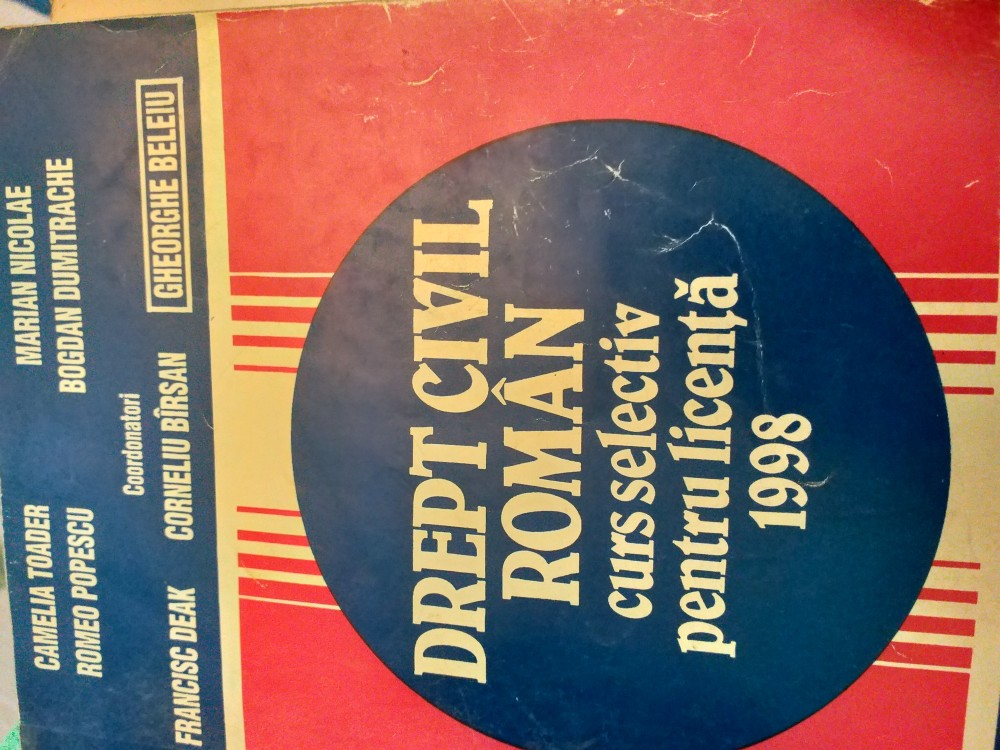 CAMELIA TOADER MARIAN NICOLAE
ROMEO POPESCU BOGDAN DUMITRACHE
Coordonatori
FRANCISC DEAK CORNELIU BÎRSAN GHEORGHE BELEIU
DREPT CIVIL
ROMÂN
curs selectiv
pentru licență
1998